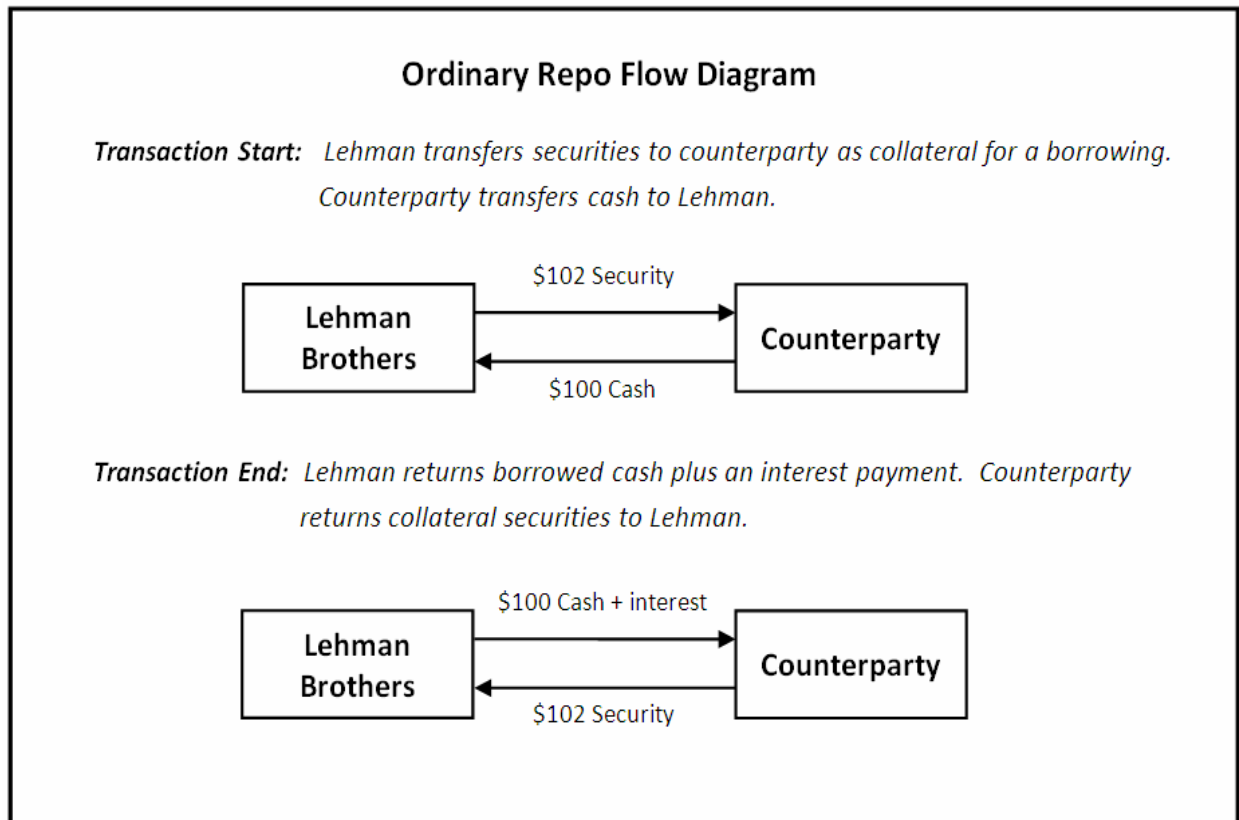 Ordinary Repo Flow Diagram
Transaction Start: Lehman transfers securities to counterparty as collateral for a borrowing.
Counterparty transfers cash to Lehman.
$102 Security
Lehman
Brothers
Counterparty
$100 Cash
Transaction End: Lehman returns borrowed cash plus an interest payment. Counterparty
returns collateral securities to Lehman.
$100 Cash + interest
Lehman
Brothers
Counterparty
$102 Security